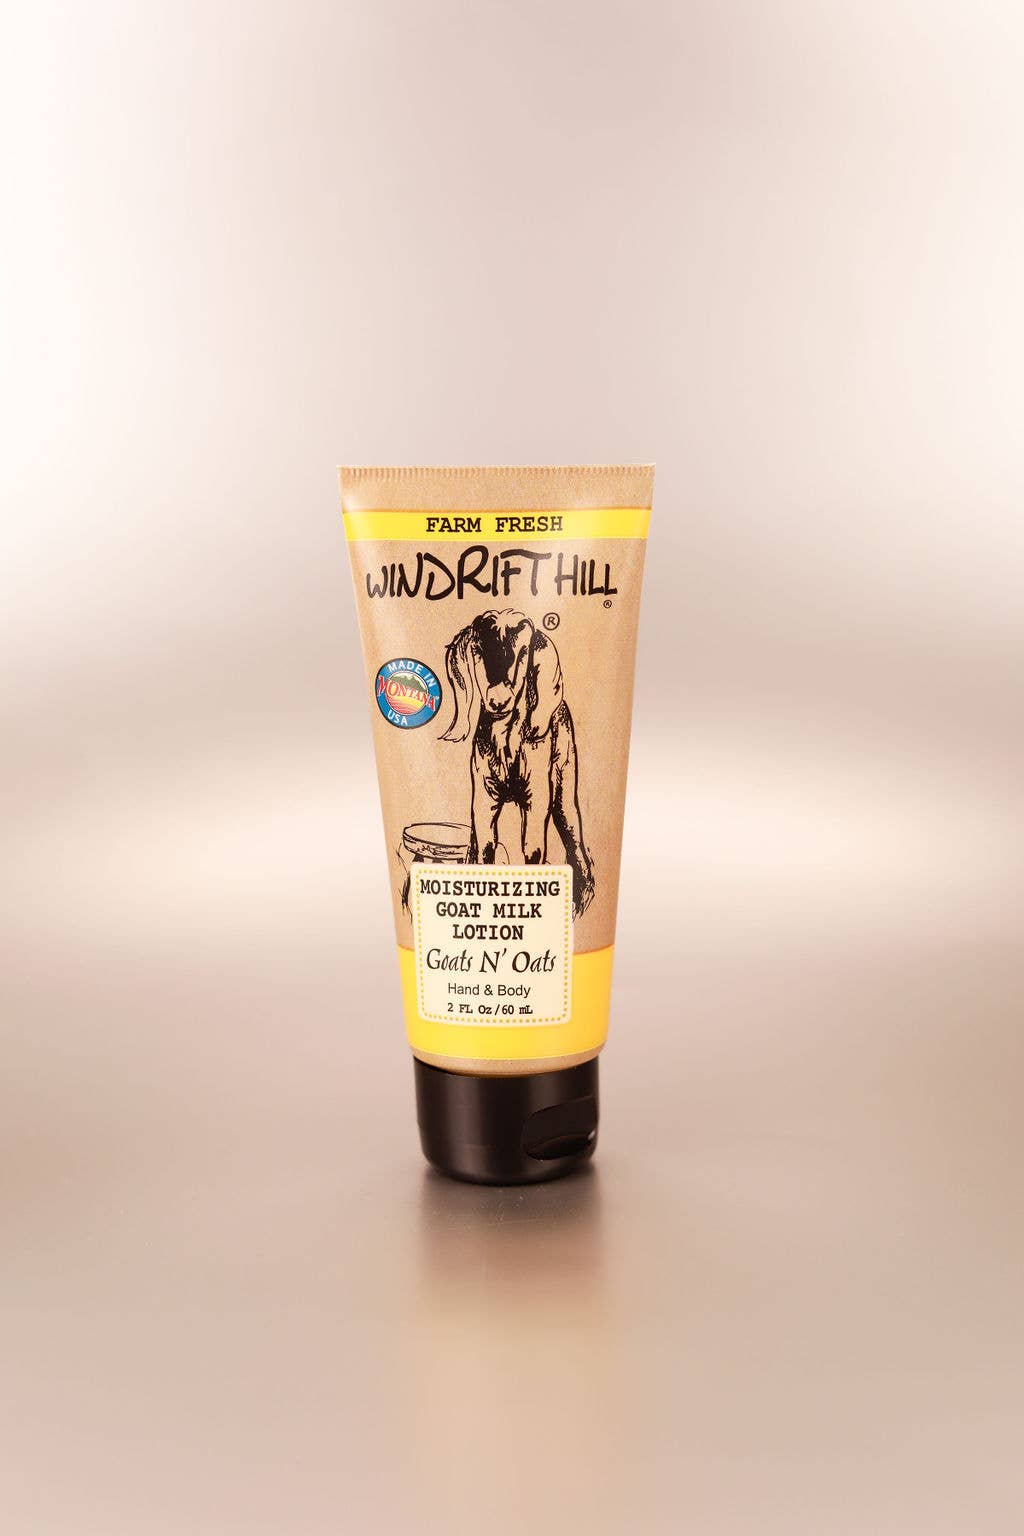 FARM FRESH
WINDRIFT HILL
®
®
MADE IN
MONTANA
USA
MOISTURIZING
GOAT MILK
LOTION
Goats N' Oats
Hand & Body
2 FL Oz/60 mL